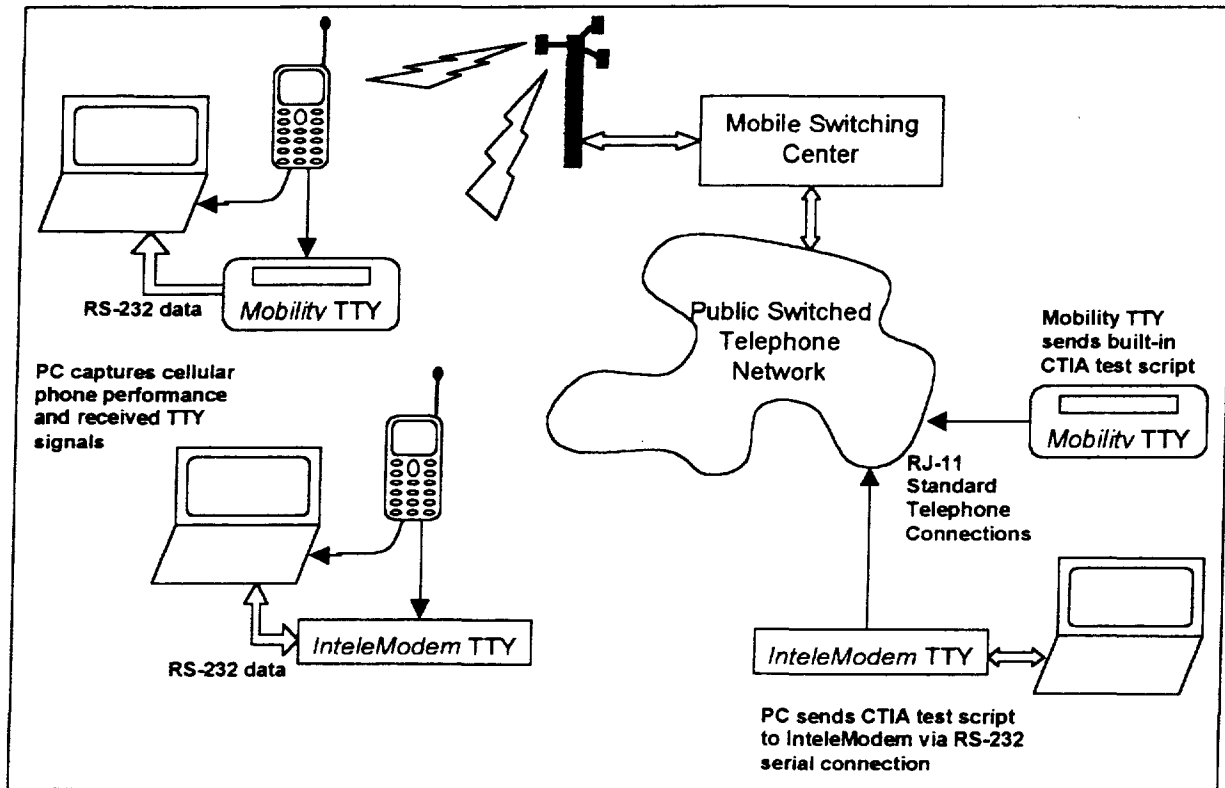 Mobile Switching
Center
RS-232 data
Mobility TTY
Public Switched
Telephone
Network
Mobility TTY
sends built-in
CTIA test script
Mobility TTY
PC captures cellular
phone performance
and received TTY
signals
RJ-11
Standard
Telephone
Connections
InteleModem TTY
RS-232 data
InteleModem TTY
PC sends CTIA test script
to InteleModem via RS-232
serial connection